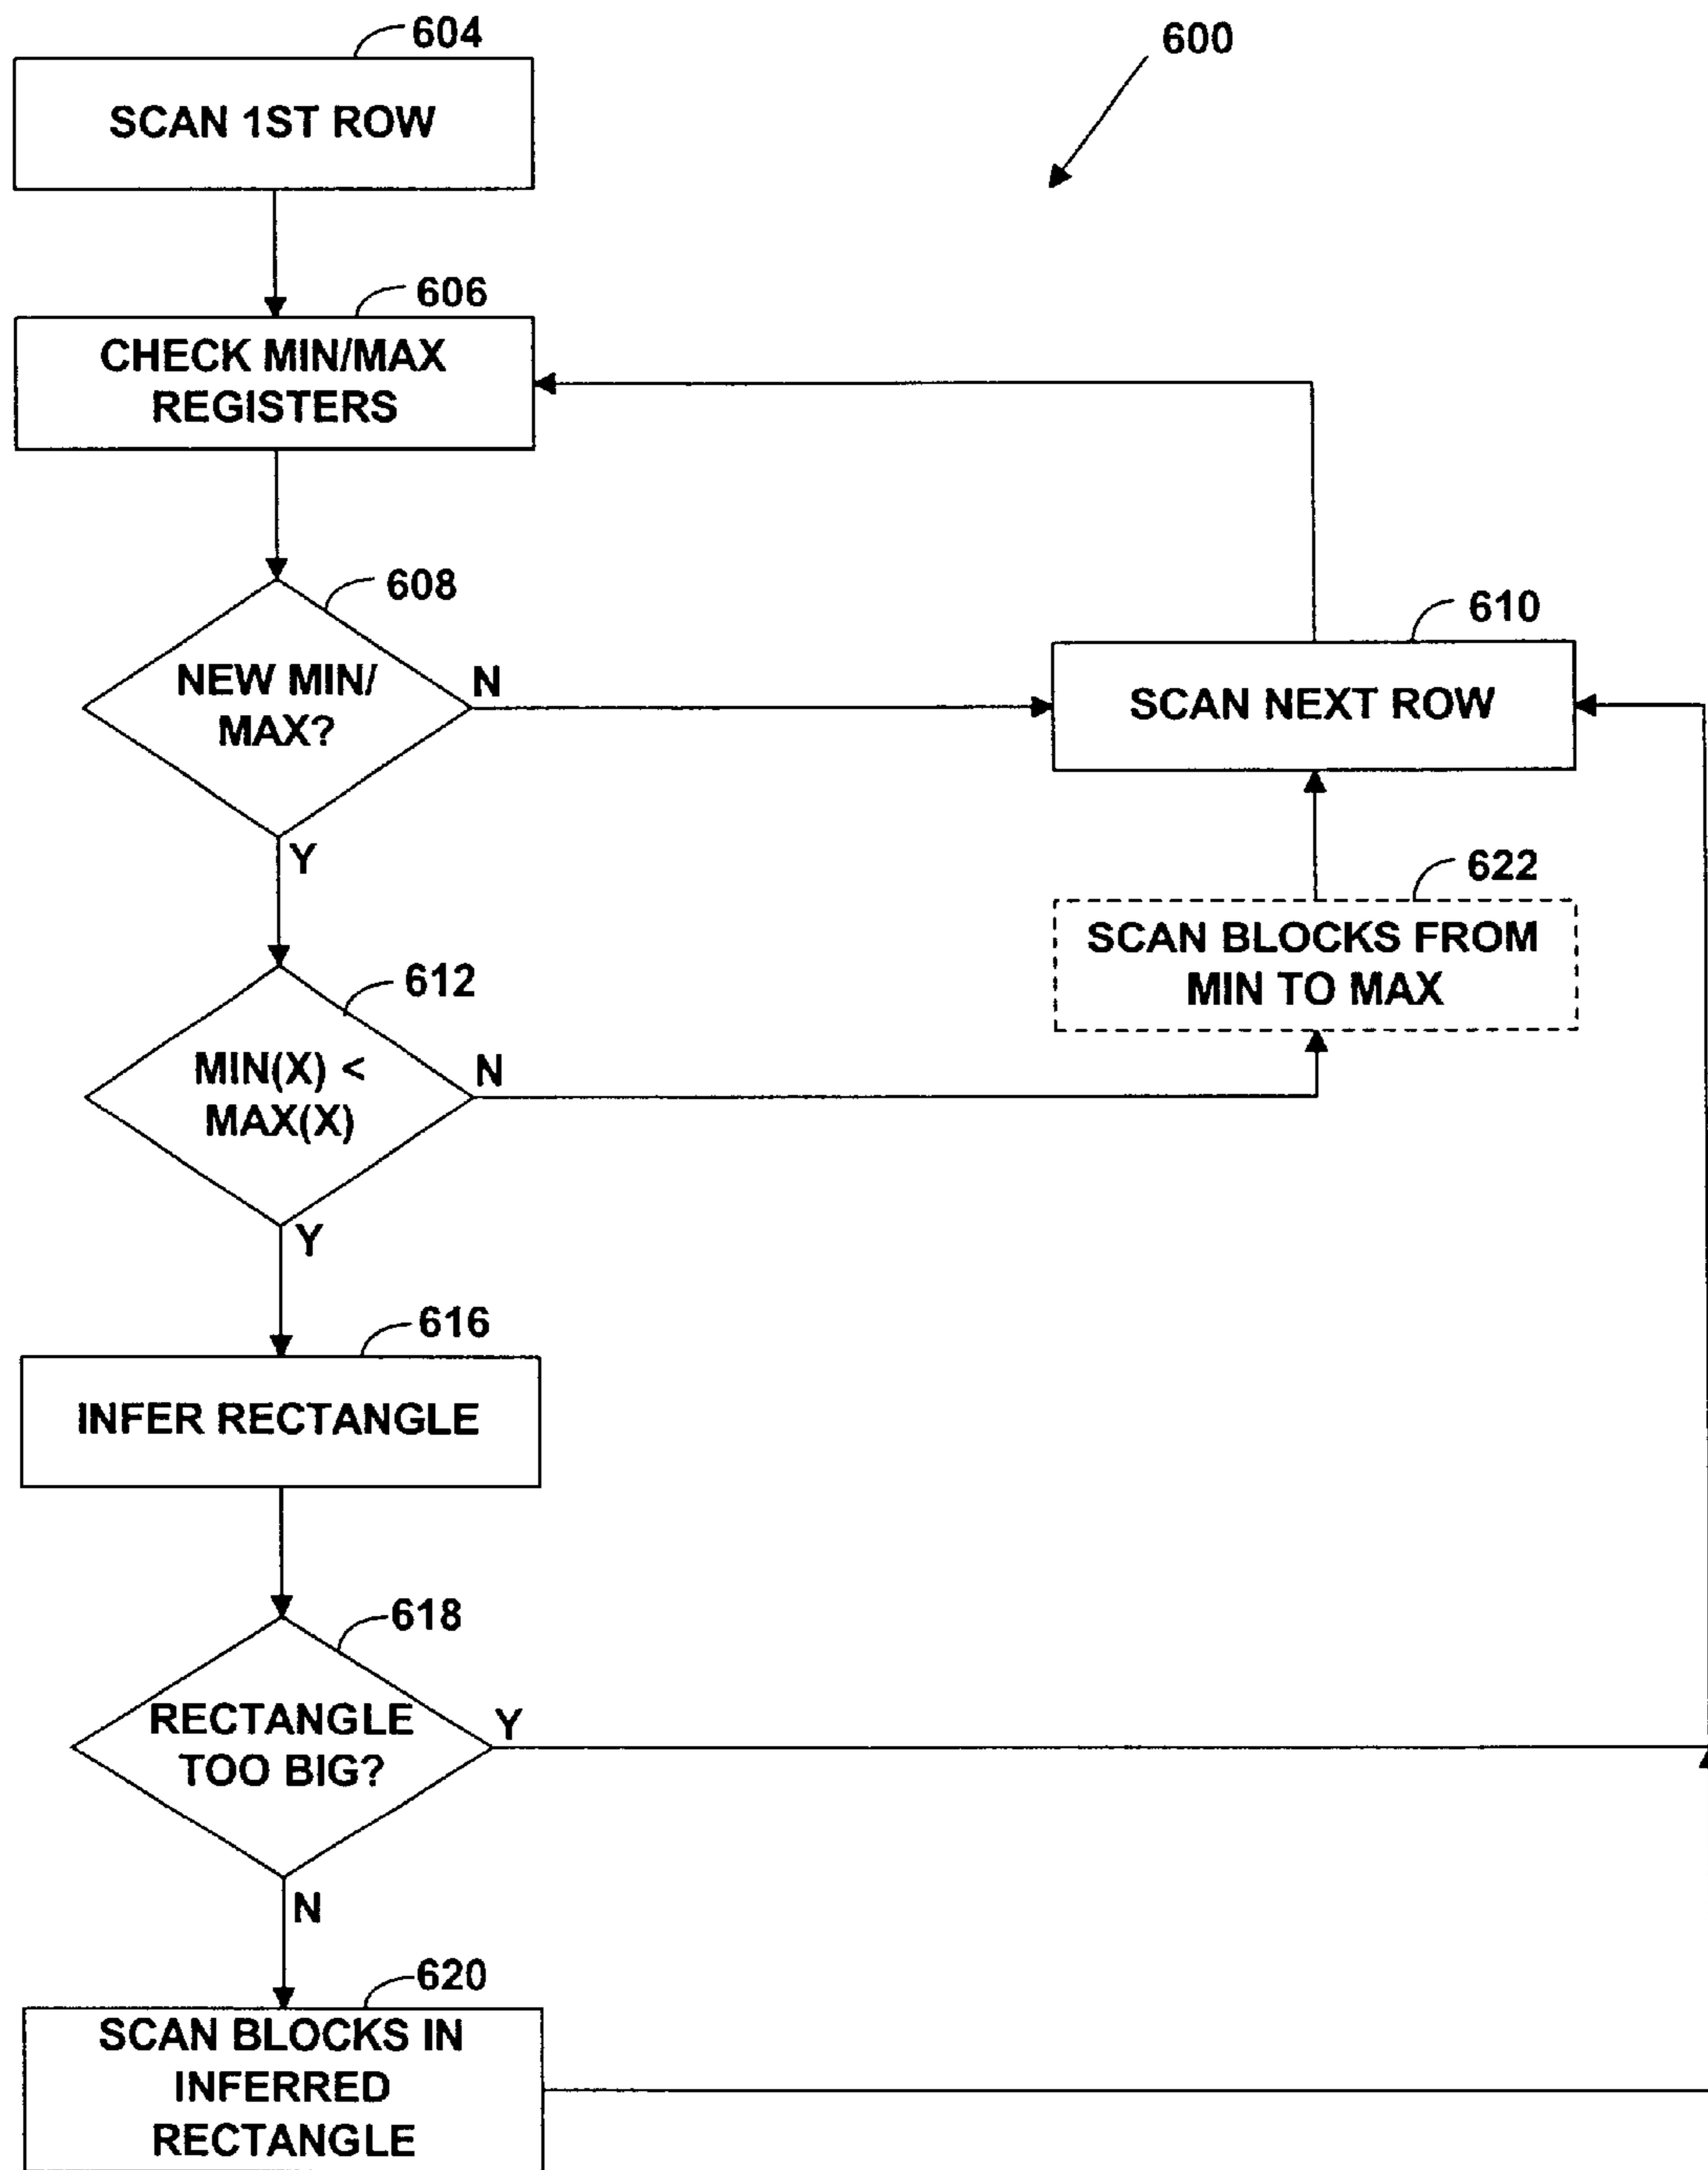 604
600
SCAN 1ST ROW
606
CHECK MIN/MAX
REGISTERS
608
NEW MIN/
MAX?
N
Y
610
SCAN NEXT ROW
622
SCAN BLOCKS FROM
MIN TO MAX
612
MIN(X) <
MAX(X)
N
Y
616
INFER RECTANGLE
618
RECTANGLE
TOO BIG?
Y
N
620
SCAN BLOCKS IN
INFERRED
RECTANGLE